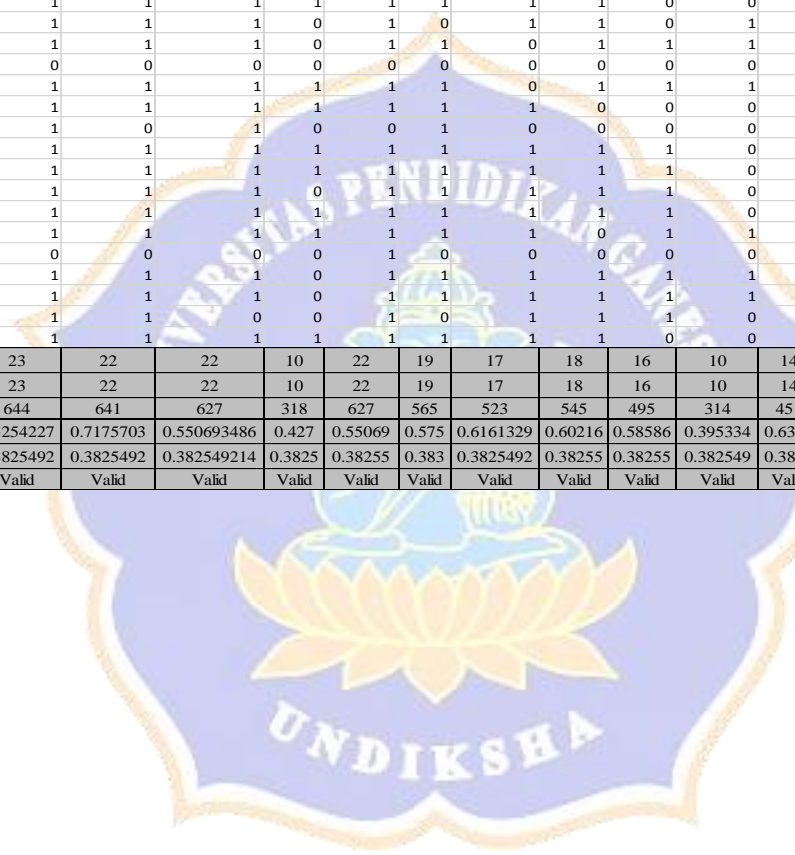 1 1 1 1 1 1 1 1 0 0
1 1 1 0 1 0 1 1 0 1
1 1 1 0 1 1 0 1 1 1
0 0 0 0 0 0 0 0 0 0
1 1 1 1 1 1 0 1 1 1
1 1 1 1 1 1 1 0 0 0
1 0 1 0 0 1 0 0 0 0
1 1 1 1 1 1 1 1 1 0
1 1 1 1 1 1 1 1 1 0
1 1 1 0 1 1 1 1 1 0
1 1 1 1 1 1 1 1 1 0
1 1 1 1 1 1 1 0 1 1
0 0 0 0 1 0 0 0 0 0
1 1 1 0 1 1 1 1 1 1
1 1 1 0 1 1 1 1 1 1
1 1 0 0 1 0 1 1 1 0
1 1 1 1 1 1 1 1 0 0
23 22 22 10 22 19 17 18 16 10 14
23 22 22 10 22 19 17 18 16 10 14
644 641 627 318 627 565 523 545 495 314 45
254227 0.7175703 0.550693486 0.427 0.55069 0.575 0.6161329 0.60216 0.58586 0.395334 0.63
825492 0.3825492 0.382549214 0.3825 0.38255 0.383 0.3825492 0.38255 0.38255 0.382549 0.38
Valid Valid Valid Valid Valid Valid Valid Valid Valid Valid Val
UNIVERSITAS PENDIDIKAN GANES
UNDIKSHA